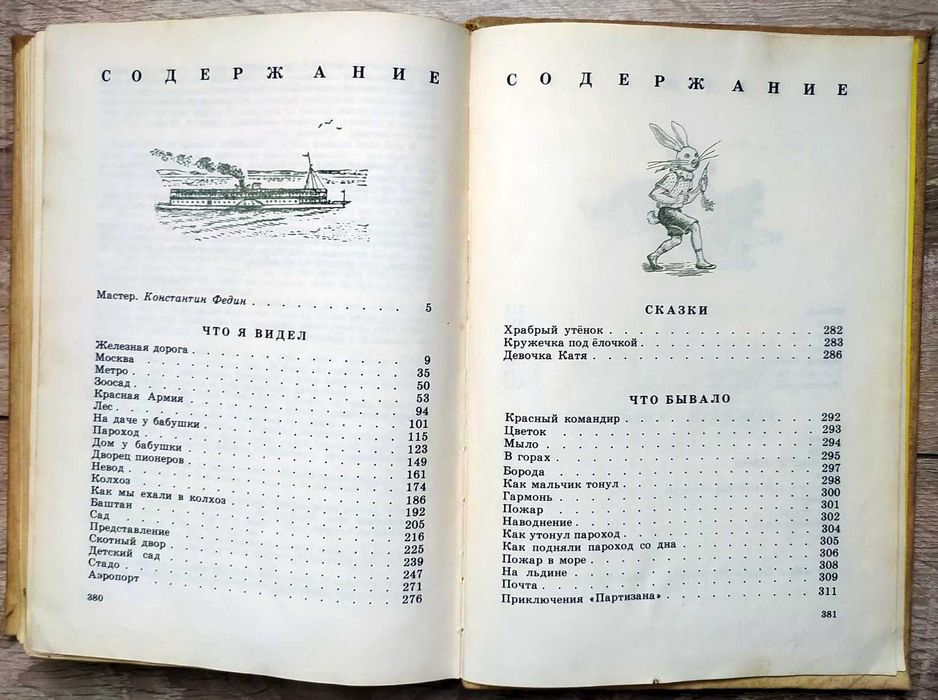 СОДЕРЖАНИЕ
Мастер. Константин Федин . . . . . . . . 5
ЧТО Я ВИДЕЛ
Железная дорога . . . . . . . . 9
Москва . . . . . . . . 35
Метро . . . . . . . . 50
Зоосад . . . . . . . . 53
Красная Армия . . . . . . . . 94
Лес . . . . . . . . 101
На даче у бабушки . . . . . . . . 115
Пароход . . . . . . . . 123
Дом у бабушки . . . . . . . . 149
Дворец пионеров . . . . . . . . 161
Невод . . . . . . . . 174
Колхоз . . . . . . . . 186
Как мы ехали в колхоз . . . . . . . . 192
Баштан . . . . . . . . 205
Сад . . . . . . . . 216
Представление . . . . . . . . 225
Скотный двор . . . . . . . . 239
Детский сад . . . . . . . . 247
Стадо . . . . . . . . 271
Аэропорт . . . . . . . . 276
380
СОДЕРЖАНИЕ
СКАЗКИ
Храбрый утёнок . . . . . . . . 282
Кружечка под ёлочкой . . . . . . . . 283
Девочка Катя . . . . . . . . 286
ЧТО БЫВАЛО
Красный командир . . . . . . . . 292
Цветок . . . . . . . . 293
Мыло . . . . . . . . 294
В горах . . . . . . . . 295
Борода . . . . . . . . 297
Как мальчик тонул . . . . . . . . 298
Гармонь . . . . . . . . 300
Пожар . . . . . . . . 301
Наводнение . . . . . . . . 302
Как утонул пароход . . . . . . . . 304
Как подняли пароход со дна . . . . . . . . 305
Пожар в море . . . . . . . . 306
На льдине . . . . . . . . 308
Почта . . . . . . . . 309
Приключения «Партизана» . . . . . . . . 311
381